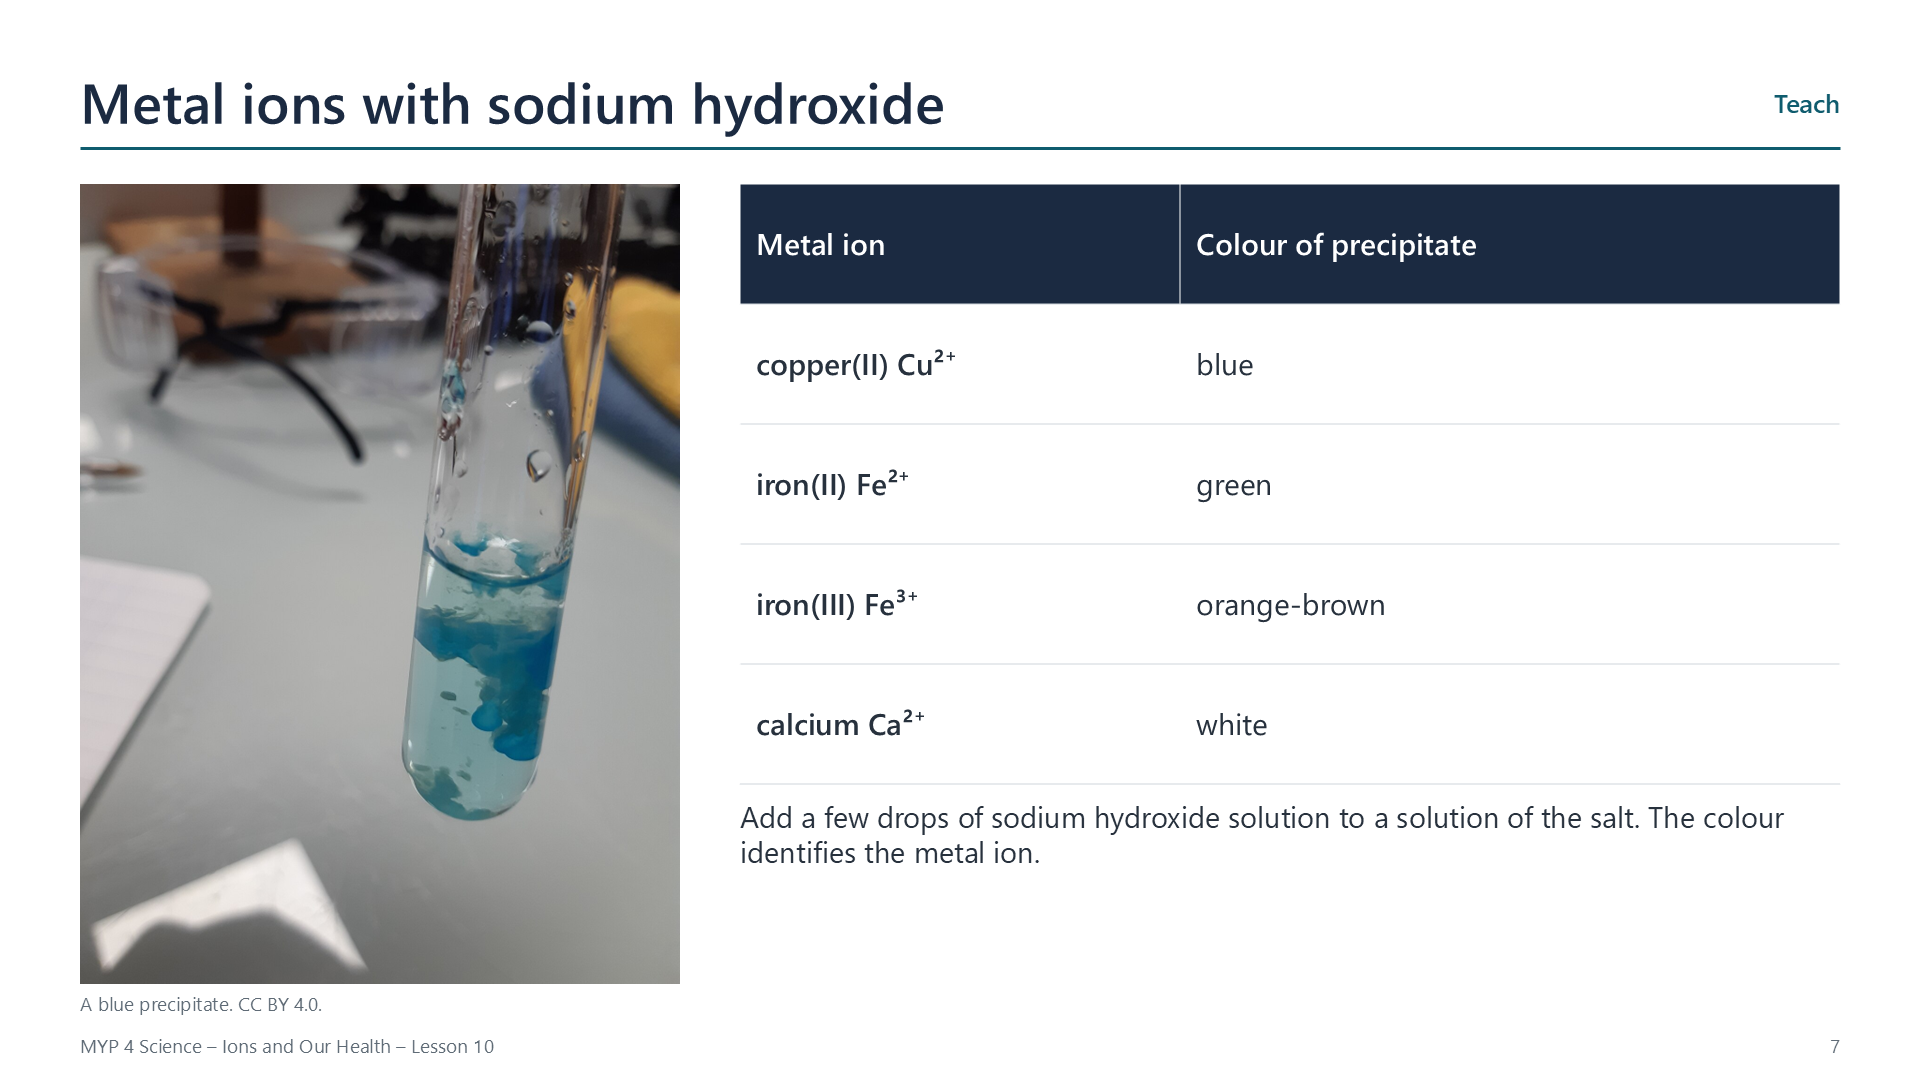 Metal ions with sodium hydroxide
Teach
Metal ion
Colour of precipitate
copper(II) Cu²⁺
blue
iron(II) Fe²⁺
green
iron(III) Fe³⁺
orange-brown
calcium Ca²⁺
white
Add a few drops of sodium hydroxide solution to a solution of the salt. The colour
identifies the metal ion.
A blue precipitate. CC BY 4.0.
MYP 4 Science – Ions and Our Health – Lesson 10
7